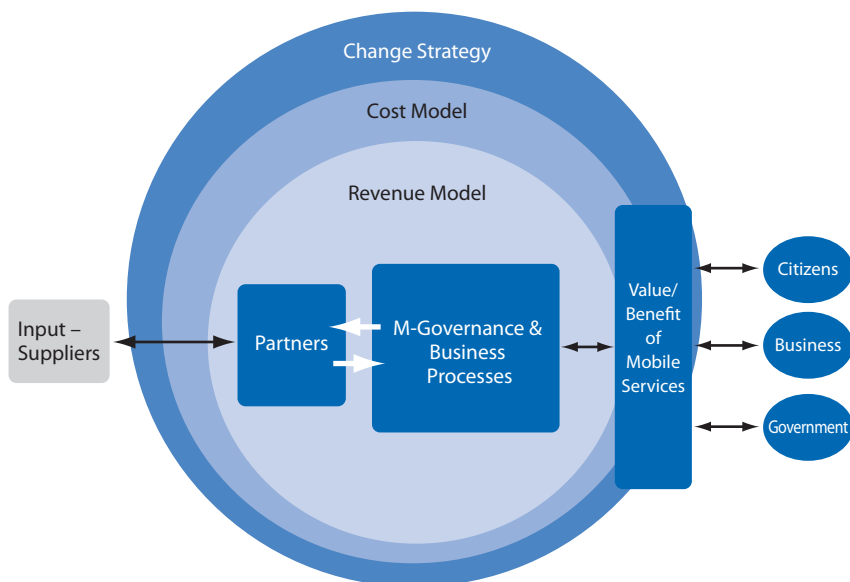 Change Strategy
Cost Model
Revenue Model
Input –
Suppliers
Partners
M-Governance &
Business
Processes
Value/
Benefit
of
Mobile
Services
Citizens
Business
Government